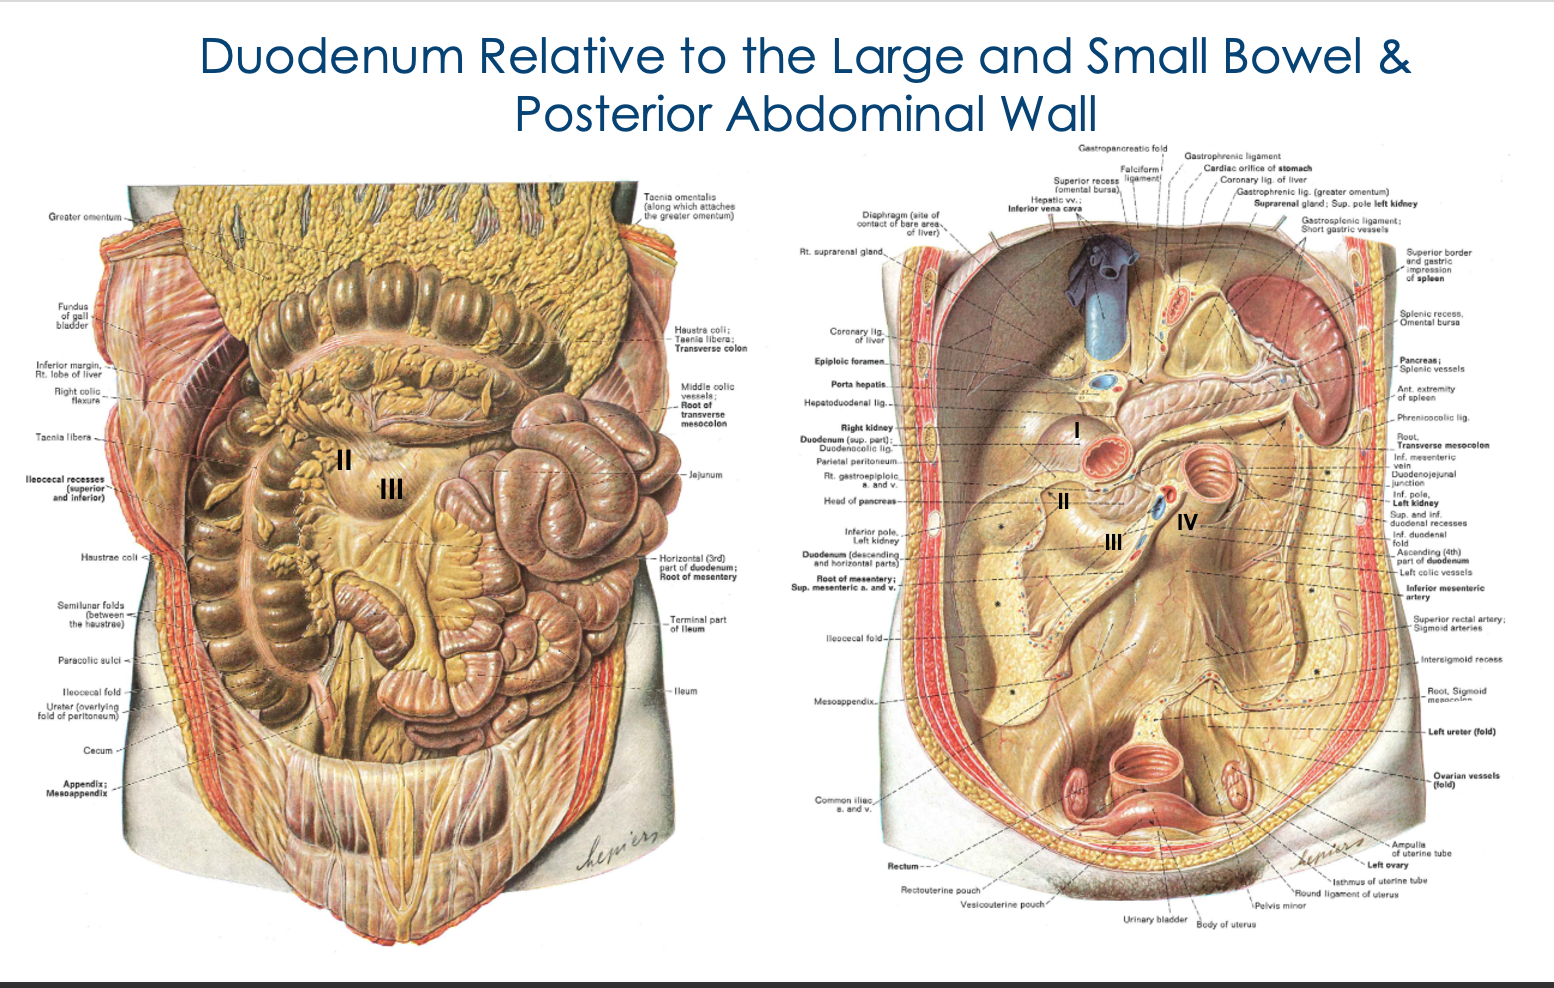 Duodenum Relative to the Large and Small Bowel &
Posterior Abdominal Wall
Greater omentum
Fundus
of gall
bladder
Inferior margin,
Rt. lobe of liver
Right colic
flexure
Taenia libera
Ileocecal recesses
(superior
and inferior)
Haustrae coli
Semilunar folds
(between
the haustrae)
Paracolic sulci
Ileocecal fold
Ureter (overlying
fold of peritoneum)
Cecum
Appendix;
Mesoappendix
II
III
Taenia omentalis
(along which attaches
the greater omentum)
Haustra coli;
Taenia libera;
Transverse colon
Middle colic
vessels;
Root of
transverse
mesocolon
Jejunum
Horizontal (3rd)
part of duodenum;
Root of mesentery
Terminal part
of Ileum
Ileum
hepiers
Gastropancreatic fold
Falciform
ligament
Superior recess
(omental bursa)
Hepatic vv.;
Inferior vena cava
Diaphragm (site of
contact of bare area
of liver)
Rt. suprarenal gland
Coronary lig.
of liver
Epiploic foramen
Porta hepatis
Hepatoduodenal lig.
Right kidney
Duodenum (sup. part);
Duodenocolic lig.
Parietal peritoneum
Rt. gastroepiploic
a. and v.
Head of pancreas
Inferior pole,
Left kidney
Duodenum (descending
and horizontal parts)
Root of mesentery;
Sup. mesenteric a. and v.
Ileocecal fold
Mesoappendix
Common iliac
a. and v.
Rectum
Rectouterine pouch
Vesicouterine pouch
Urinary bladder
Body of uterus
I
II
III
IV
Gastrophrenic ligament
Cardiac orifice of stomach
Coronary lig. of liver
Gastrophrenic lig. (greater omentum)
Suprarenal gland; Sup. pole left kidney
Gastrosplenic ligament;
Short gastric vessels
Superior border
and gastric
impression
of spleen
Splenic recess.
Omental bursa
Pancreas;
Splenic vessels
Ant. extremity
of spleen
Phrenicocolic lig.
Root,
Transverse mesocolon
Inf. mesenteric
vein
Duodenojejunal
junction
Inf. pole,
Left kidney
Sup. and inf.
duodenal recesses
Inf. duodenal
fold
Ascending (4th)
part of duodenum
Left colic vessels
Inferior mesenteric
artery
Superior rectal artery;
Sigmoid arteries
Intersigmoid recess
Root, Sigmoid
Left ureter (fold)
Ovarian vessels
(fold)
Ampulla
of uterine tube
Left ovary
Isthmus of uterine tube
Round ligament of uterus
Pelvis minor
hepiers